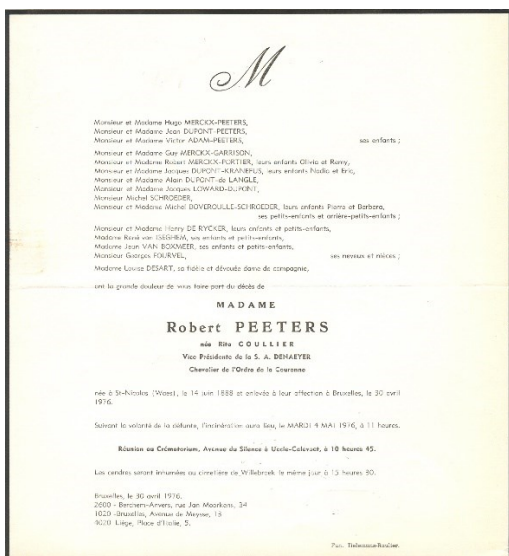 M
Monsieur et Madame Hugo MERCKX-PEETERS,
Monsieur et Madame Jean DUPONT-PEETERS,
Monsieur et Madame Victor ADAM-PEETERS, ses enfants ;
Monsieur et Madame Guy MERCKX-GARRISON,
Monsieur et Madame Robert MERCKX-PORTIER, leurs enfants Olivia et Remy,
Monsieur et Madame Jacques DUPONT-KRANEFUS, leurs enfants Nadia et Eric,
Monsieur et Madame Alain DUPONT-de LANGLE,
Monsieur et Madame Jacques LOWARD-DUPONT,
Monsieur Michel SCHROEDER,
Monsieur et Madame Michel DOVEROULLE-SCHROEDER, leurs enfants Pierre et Barbara,
ses petits-enfants et arrière-petits-enfants ;
Monsieur et Madame Henry DE RYCKER, leurs enfants et petits-enfants,
Madame René van ISEGHEM, ses enfants et petits-enfants,
Madame Jean VAN BOXMEER, ses enfants et petits-enfants,
Monsieur Georges FOURVEL, ses neveux et nièces ;
Madame Louise DESART, sa fidèle et dévouée dame de compagnie,
ont la grande douleur de vous faire part du décès de
MADAME
Robert PEETERS
née Rita COULLIER
Vice Présidente de la S. A. DENAEYER
Chevalier de l'Ordre de la Couronne
née à St-Nicolas (Waes), le 14 juin 1888 et enlevée à leur affection à Bruxelles, le 30 avril
1976.
Suivant la volonté de la défunte, l'incinération aura lieu, le MARDI 4 MAI 1976, à 11 heures.
Réunion au Crématorium, Avenue du Silence à Uccle-Calevoet, à 10 heures 45.
Les cendres seront inhumées au cimetière de Willebroek le même jour à 15 heures 30.
Bruxelles, le 30 avril 1976.
2600 - Berchem-Anvers, rue Jan Moorkens, 34
1020 -Bruxelles, Avenue de Meysse, 16
4020 Liège, Place d'Italie, 5.
Fun.